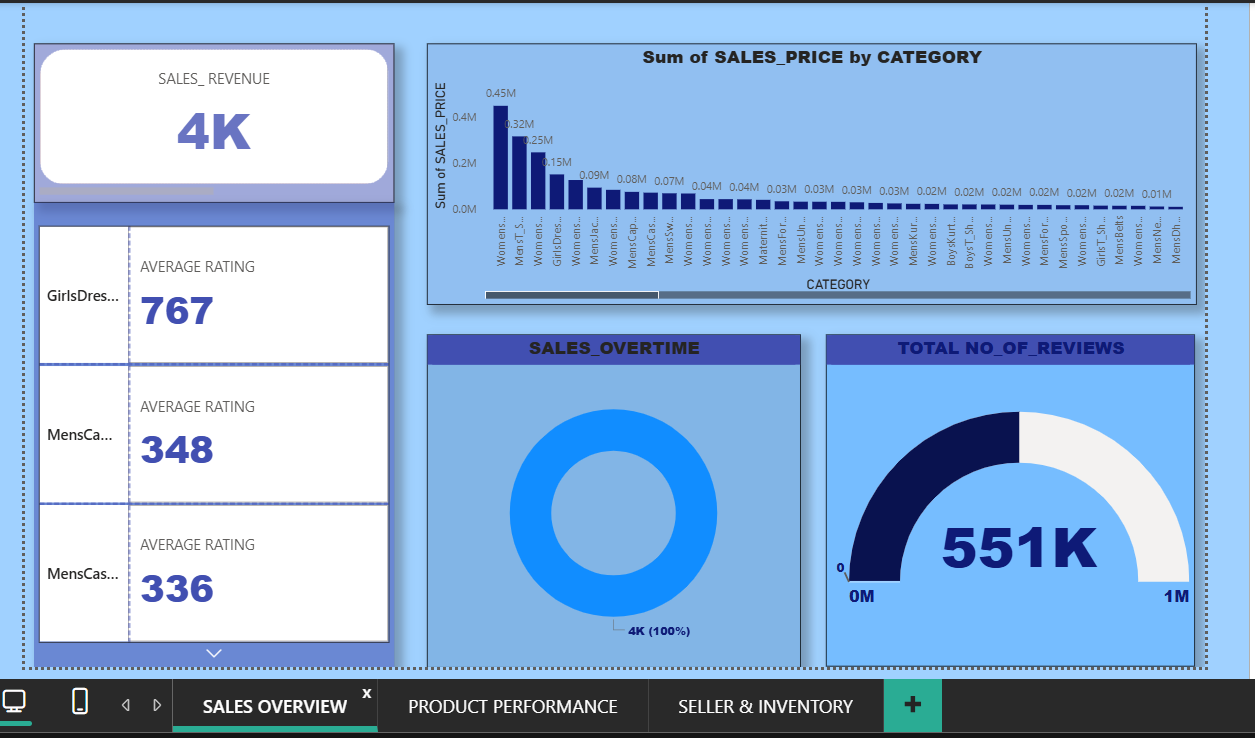 SALES_ REVENUE
4K
GirlsDres...
AVERAGE RATING
767
MensCa...
AVERAGE RATING
348
MensCas...
AVERAGE RATING
336
Sum of SALES_PRICE by CATEGORY
Sum of SALES_PRICE
0.4M
0.2M
0.0M
0.45M
0.32M
0.25M
0.15M
0.09M
0.08M
0.07M
0.04M
0.04M
0.03M
0.03M
0.03M
0.03M
0.02M
0.02M
0.02M
0.02M
0.02M
0.02M
0.01M
Womens...
MensT_S...
Womens...
GirlsDres...
Womens...
MensJac...
Womens...
MensCap...
MensCas...
MensSw...
Womens...
Womens...
Womens...
Womens...
Maternit...
MensFor...
MensUn...
Womens...
Womens...
Womens...
Womens...
Womens...
MensKur...
Womens...
BoysKurt...
BoysT_Sh...
Womens...
MensUn...
Womens...
MensFor...
MensSpo...
Womens...
GirlsT_Sh...
MensBelts
Womens...
MensNe...
MensDh...
CATEGORY
SALES_OVERTIME
4K (100%)
TOTAL NO_OF_REVIEWS
551K
0
0M
1M
SALES OVERVIEW
x
PRODUCT PERFORMANCE
SELLER & INVENTORY
+